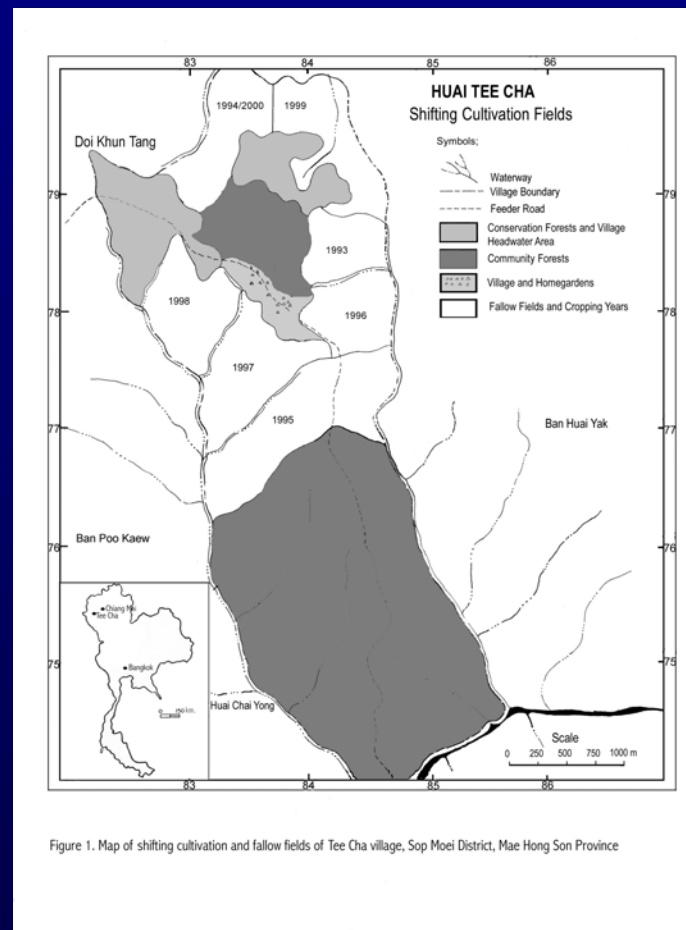 83 84 85 86
HUAI TEE CHA
Shifting Cultivation Fields
1994/2000 1999
Symbols;
Doi Khun Tang
Waterway
Village Boundary
Feeder Road
Conservation Forests and Village
Headwater Area
Community Forests
Village and Homegardens
Fallow Fields and Cropping Years
79 79
1993
1998
1996
78 78
1997
1995
77 77
Ban Huai Yak
Ban Poo Kaew
76 76
Chiang Mai
Tee Cha
Bangkok
0 150 km.
75 75
Huai Chai Yong
Scale
0 250 500 750 1000 m
83 84 85 86
Figure 1. Map of shifting cultivation and fallow fields of Tee Cha village, Sop Moei District, Mae Hong Son Province